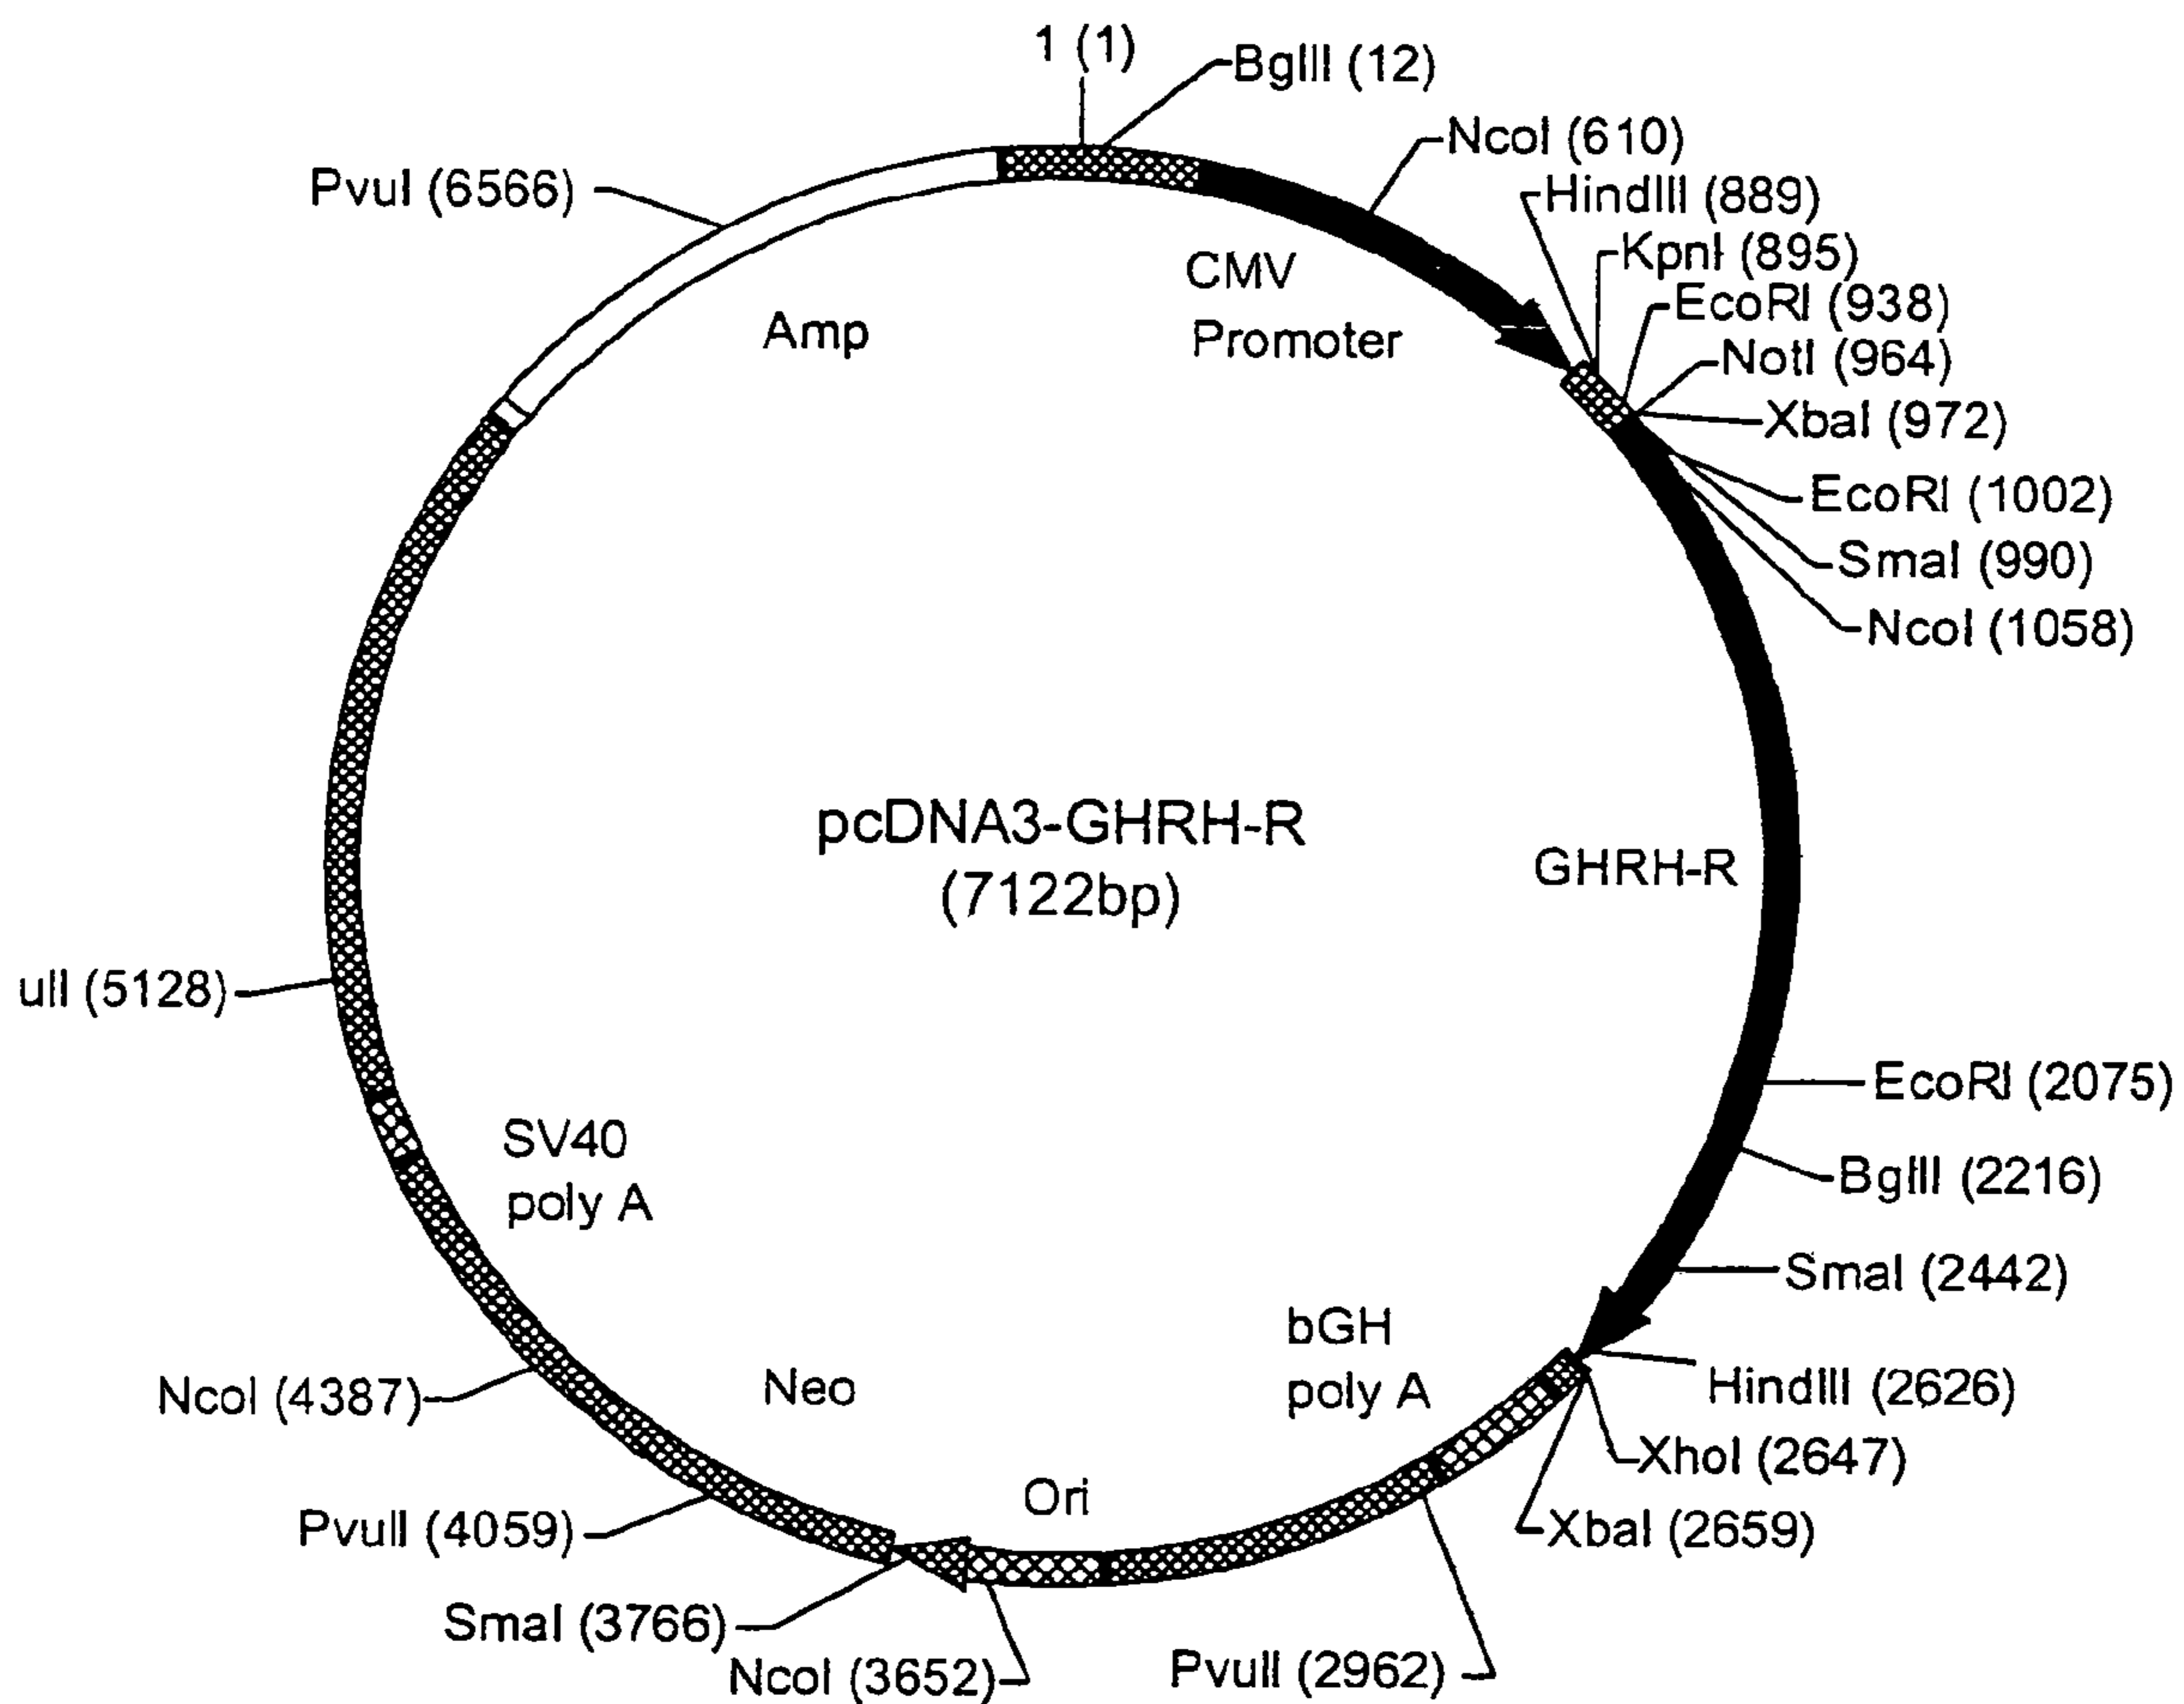 1 (1)
BglII (12)
NcoI (610)
HindIII (889)
KpnI (895)
EcoRI (938)
NotI (964)
XbaI (972)
EcoRI (1002)
SmaI (990)
NcoI (1058)
PvuI (6566)
Amp
CMV
Promoter
pcDNA3-GHRH-R
(7122bp)
GHRH-R
uII (5128)
EcoRI (2075)
BglII (2216)
SmaI (2442)
SV40
poly A
bGH
poly A
HindIII (2626)
XhoI (2647)
XbaI (2659)
NcoI (4387)
Neo
Ori
PvuII (4059)
SmaI (3766)
NcoI (3652)
PvuII (2962)